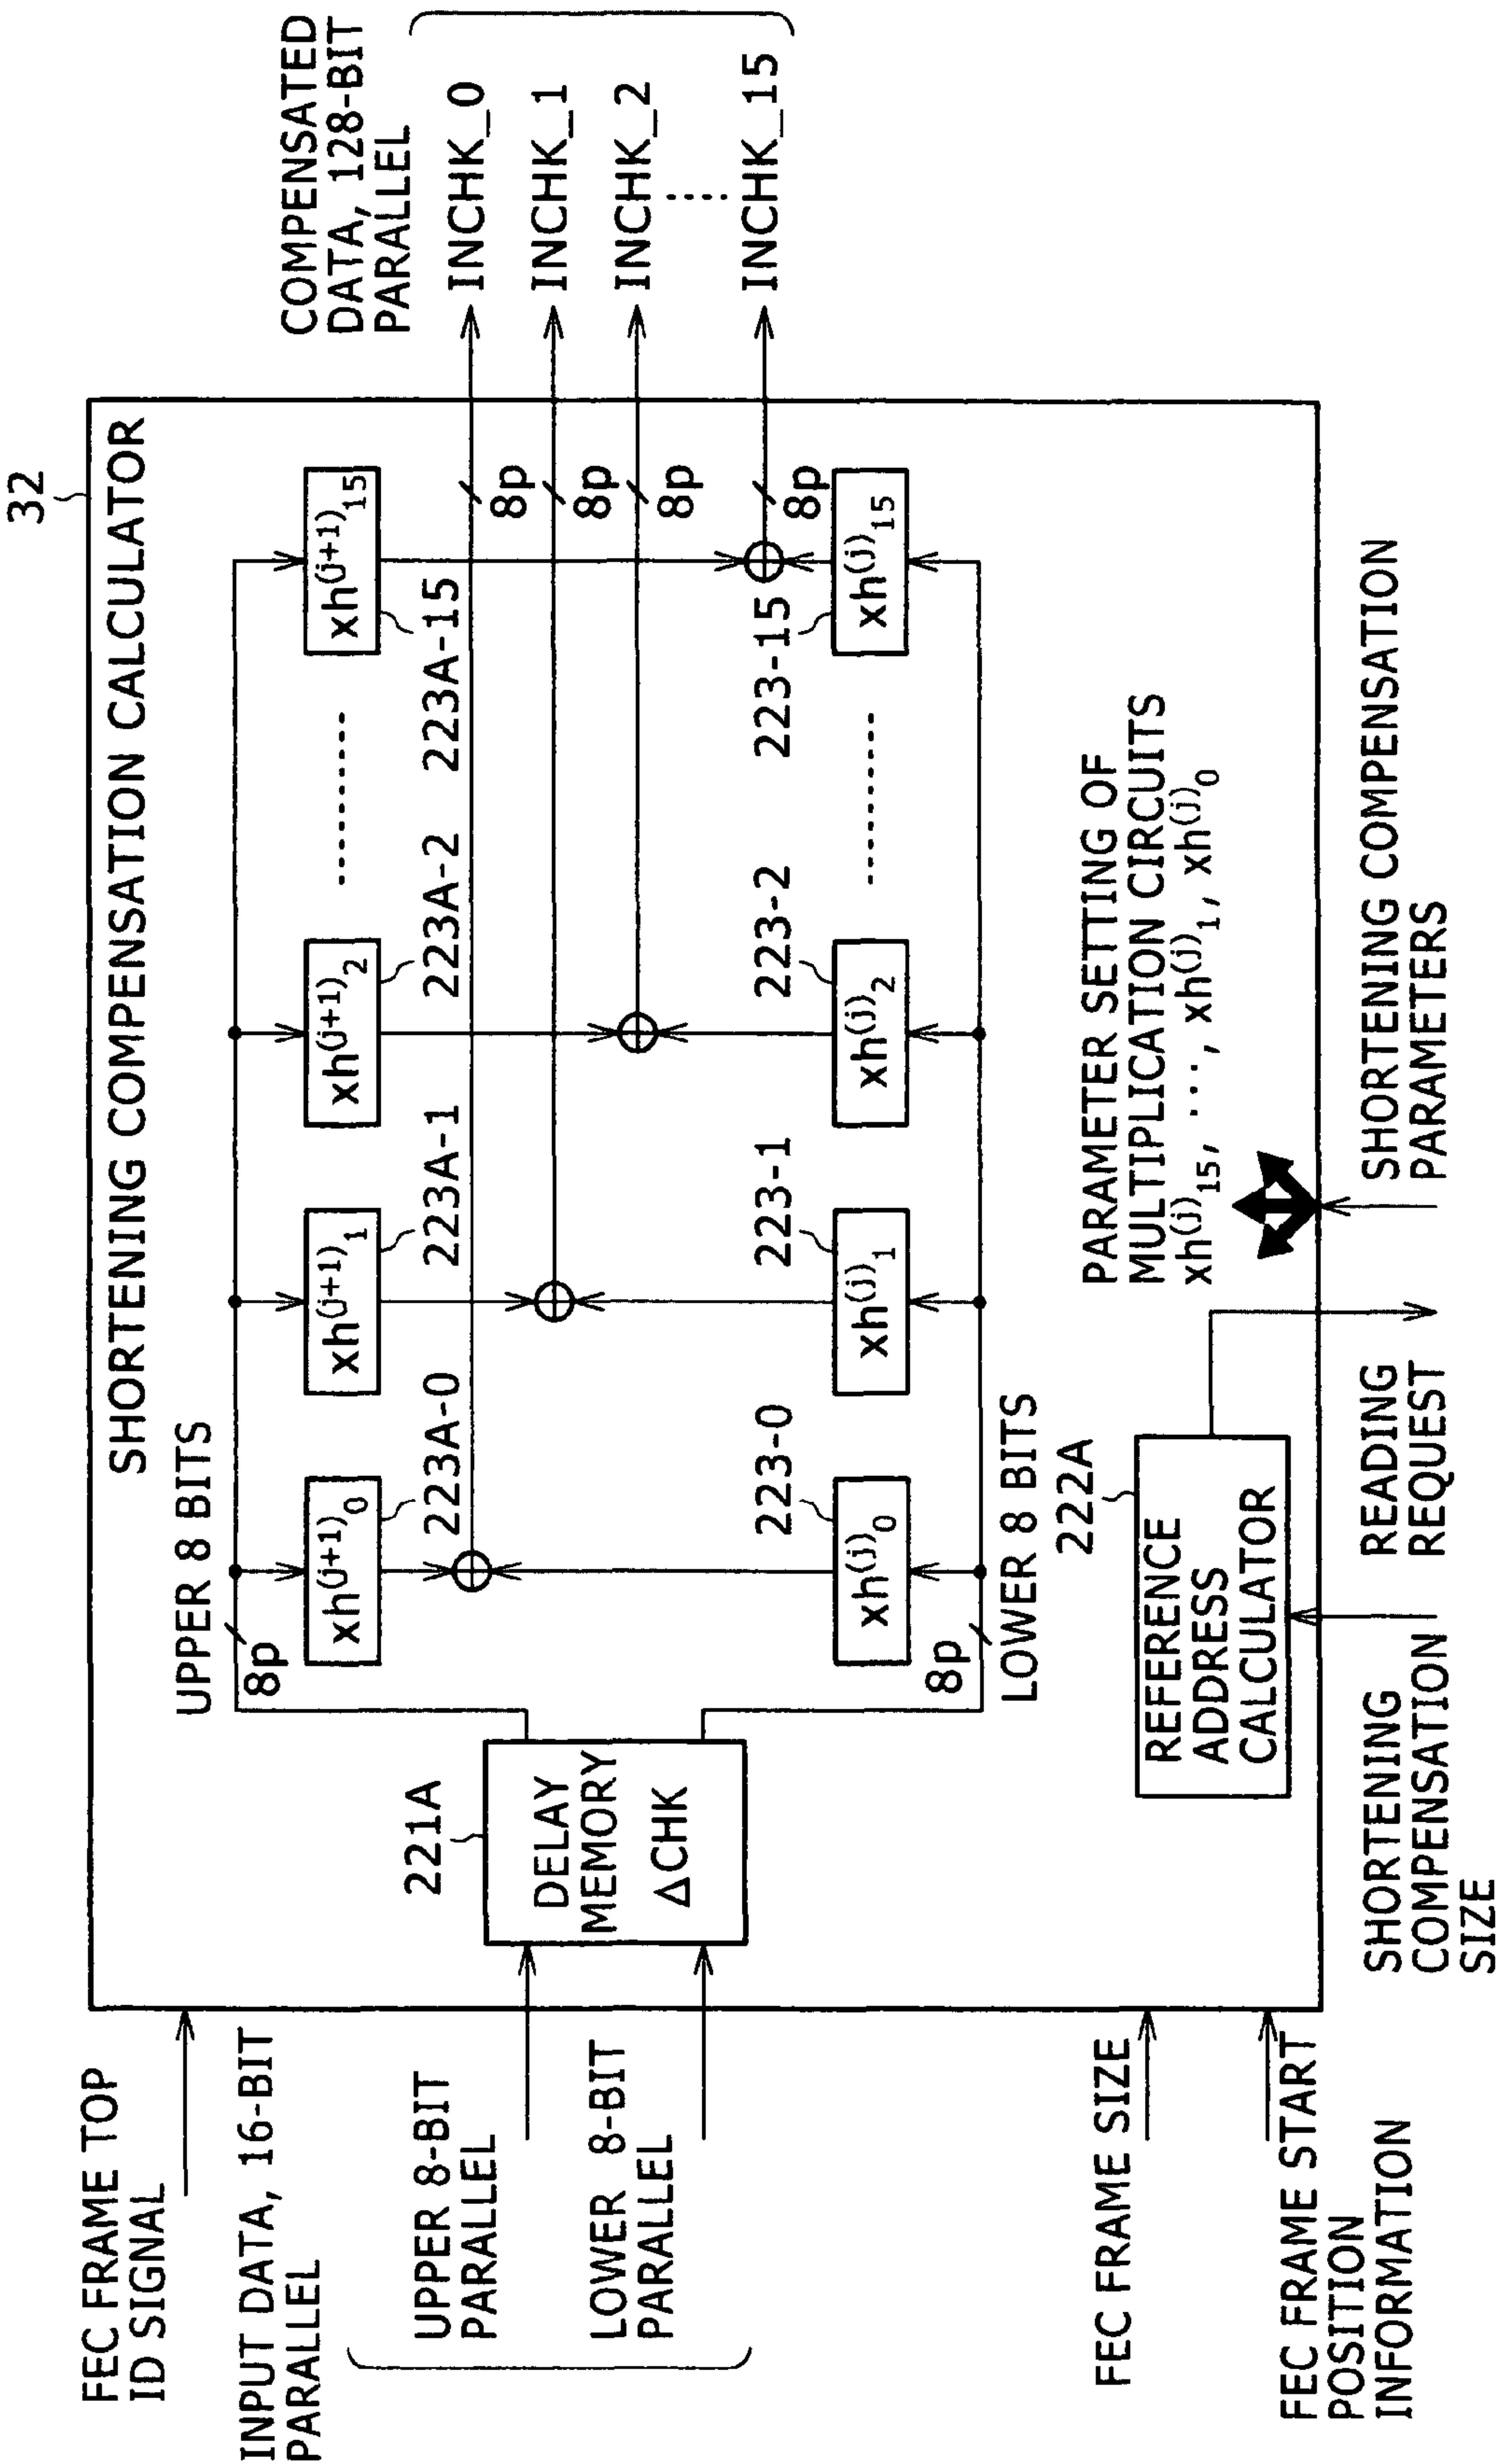 32
SHORTENING COMPENSATION CALCULATOR
FEC FRAME TOP
ID SIGNAL
INPUT DATA, 16-BIT
PARALLEL
UPPER 8-BIT
PARALLEL
LOWER 8-BIT
PARALLEL
FEC FRAME SIZE
FEC FRAME START
POSITION
INFORMATION
221A
DELAY
MEMORY
ΔCHK
UPPER 8 BITS
8p
xh(j+1)0
xh(j+1)1
xh(j+1)2
xh(j+1)15
223A-0
223A-1
223A-2
223A-15
8p
8p
8p
8p
223-0
223-1
223-2
223-15
xh(j)0
xh(j)1
xh(j)2
xh(j)15
8p
LOWER 8 BITS
COMPENSATED
DATA, 128-BIT
PARALLEL
INCHK_0
INCHK_1
INCHK_2
INCHK_15
222A
REFERENCE
ADDRESS
CALCULATOR
PARAMETER SETTING OF
MULTIPLICATION CIRCUITS
xh(j)15, ···, xh(j)1, xh(j)0
SHORTENING
COMPENSATION
SIZE
READING
REQUEST
SHORTENING COMPENSATION
PARAMETERS